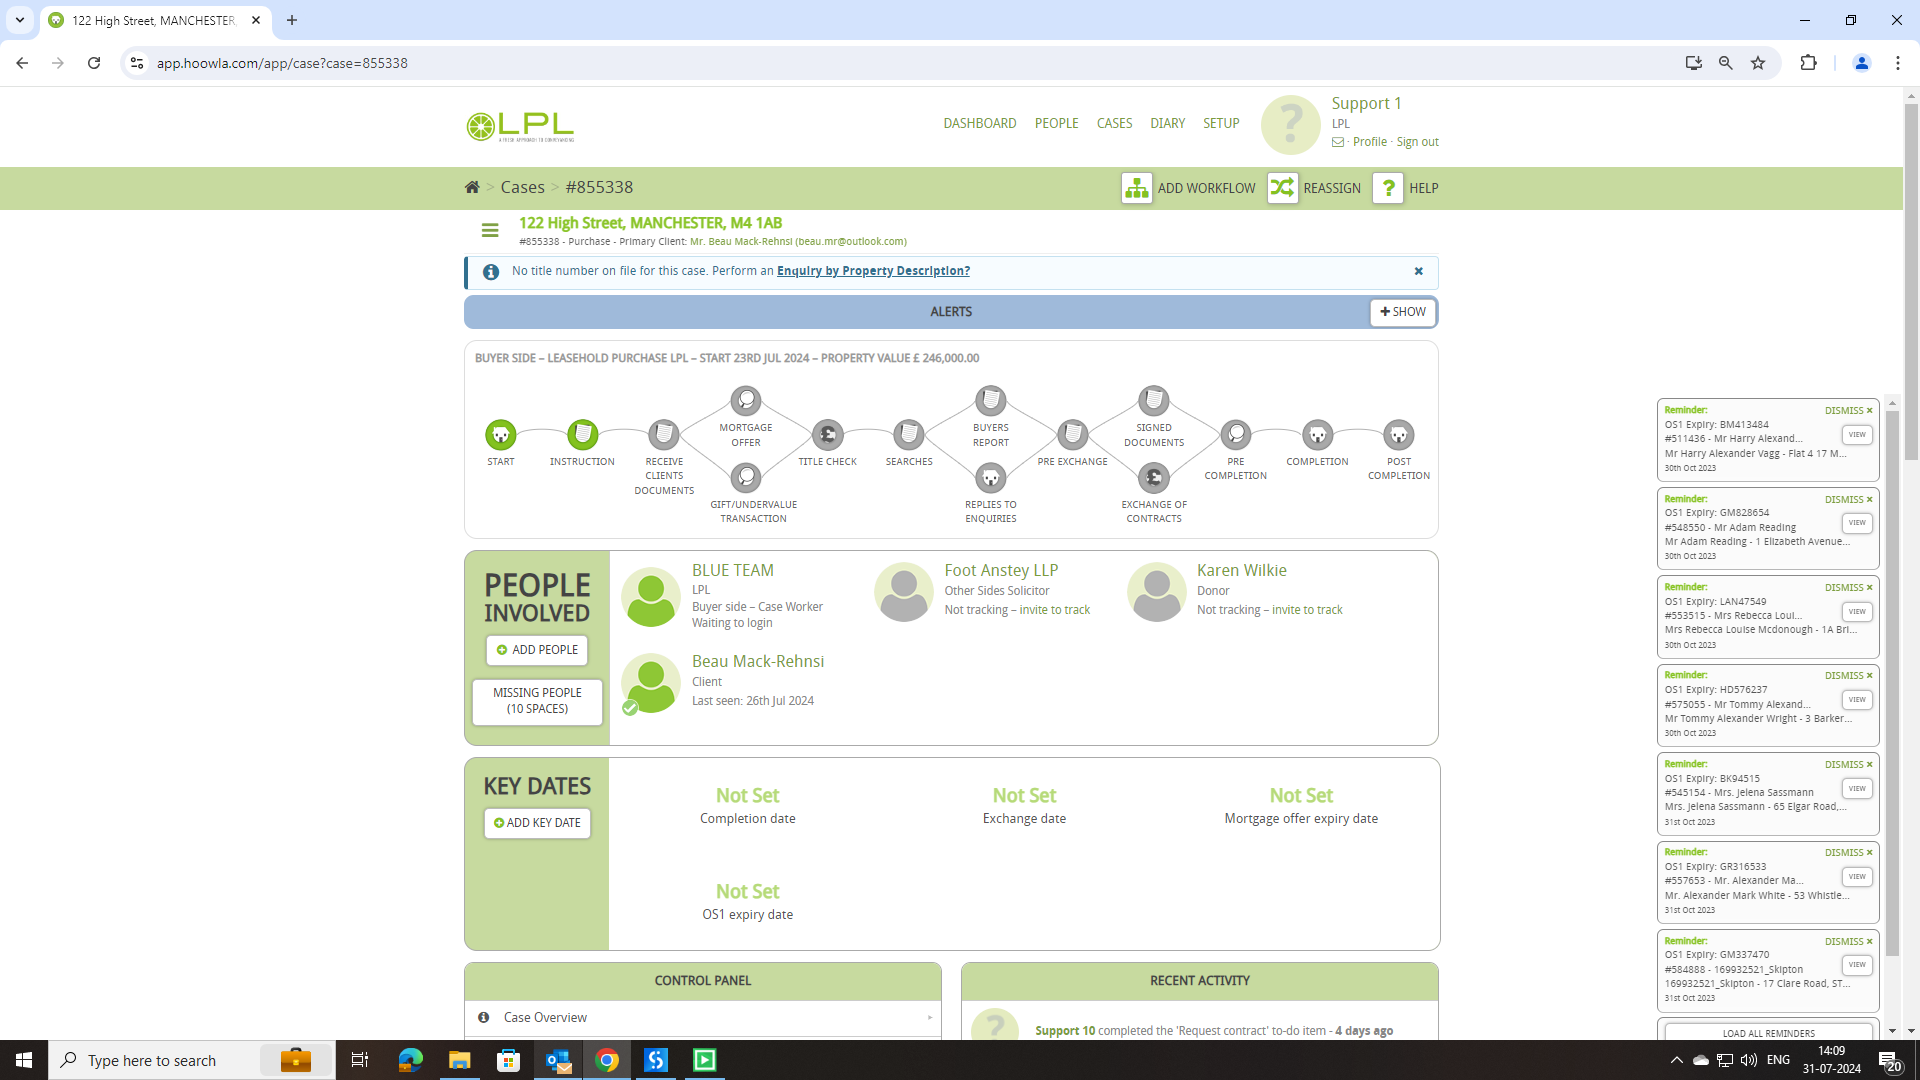 122 High Street, MANCHESTER,
app.hoowla.com/app/case?case=855338
LPL
DASHBOARD PEOPLE CASES DIARY SETUP
?
Support 1
LPL
· Profile · Sign out
> Cases > #855338
ADD WORKFLOW REASSIGN ? HELP
122 High Street, MANCHESTER, M4 1AB
#855338 - Purchase - Primary Client: Mr. Beau Mack-Rehnsi (beau.mr@outlook.com)
No title number on file for this case. Perform an Enquiry by Property Description?
ALERTS
SHOW
BUYER SIDE – LEASEHOLD PURCHASE LPL – START 23RD JUL 2024 – PROPERTY VALUE £ 246,000.00
START
INSTRUCTION
RECEIVE
CLIENTS
DOCUMENTS
MORTGAGE
OFFER
GIFT/UNDERVALUE
TRANSACTION
TITLE CHECK
SEARCHES
BUYERS
REPORT
REPLIES TO
ENQUIRIES
PRE EXCHANGE
SIGNED
DOCUMENTS
EXCHANGE OF
CONTRACTS
PRE
COMPLETION
COMPLETION
POST
COMPLETION
PEOPLE
INVOLVED
ADD PEOPLE
MISSING PEOPLE
(10 SPACES)
BLUE TEAM
LPL
Buyer side – Case Worker
Waiting to login
Foot Anstey LLP
Other Sides Solicitor
Not tracking – invite to track
Karen Wilkie
Donor
Not tracking – invite to track
Beau Mack-Rehnsi
Client
Last seen: 26th Jul 2024
KEY DATES
ADD KEY DATE
Not Set
Completion date
Not Set
Exchange date
Not Set
Mortgage offer expiry date
Not Set
OS1 expiry date
CONTROL PANEL
Case Overview
RECENT ACTIVITY
?
Support 10 completed the 'Request contract' to-do item - 4 days ago
Reminder: DISMISS
OS1 Expiry: BM413484
#511436 - Mr Harry Alexand...
VIEW
Mr Harry Alexander Vagg - Flat 4 17 M...
30th Oct 2023
Reminder: DISMISS
OS1 Expiry: GM828654
#548550 - Mr Adam Reading
VIEW
Mr Adam Reading - 1 Elizabeth Avenue...
30th Oct 2023
Reminder: DISMISS
OS1 Expiry: LAN47549
#553515 - Mrs Rebecca Loui...
VIEW
Mrs Rebecca Louise Mcdonough - 1A Bri...
30th Oct 2023
Reminder: DISMISS
OS1 Expiry: HD576237
#575055 - Mr Tommy Alexand...
VIEW
Mr Tommy Alexander Wright - 3 Barker...
30th Oct 2023
Reminder: DISMISS
OS1 Expiry: BK94515
#545154 - Mrs. Jelena Sassmann
VIEW
Mrs. Jelena Sassmann - 65 Elgar Road,...
31st Oct 2023
Reminder: DISMISS
OS1 Expiry: GR316533
#557653 - Mr. Alexander Ma...
VIEW
Mr. Alexander Mark White - 53 Whistle...
31st Oct 2023
Reminder: DISMISS
OS1 Expiry: GM337470
#584888 - 169932521_Skipton
VIEW
169932521_Skipton - 17 Clare Road, ST...
31st Oct 2023
LOAD ALL REMINDERS
Type here to search
ENG
14:09
31-07-2024
20